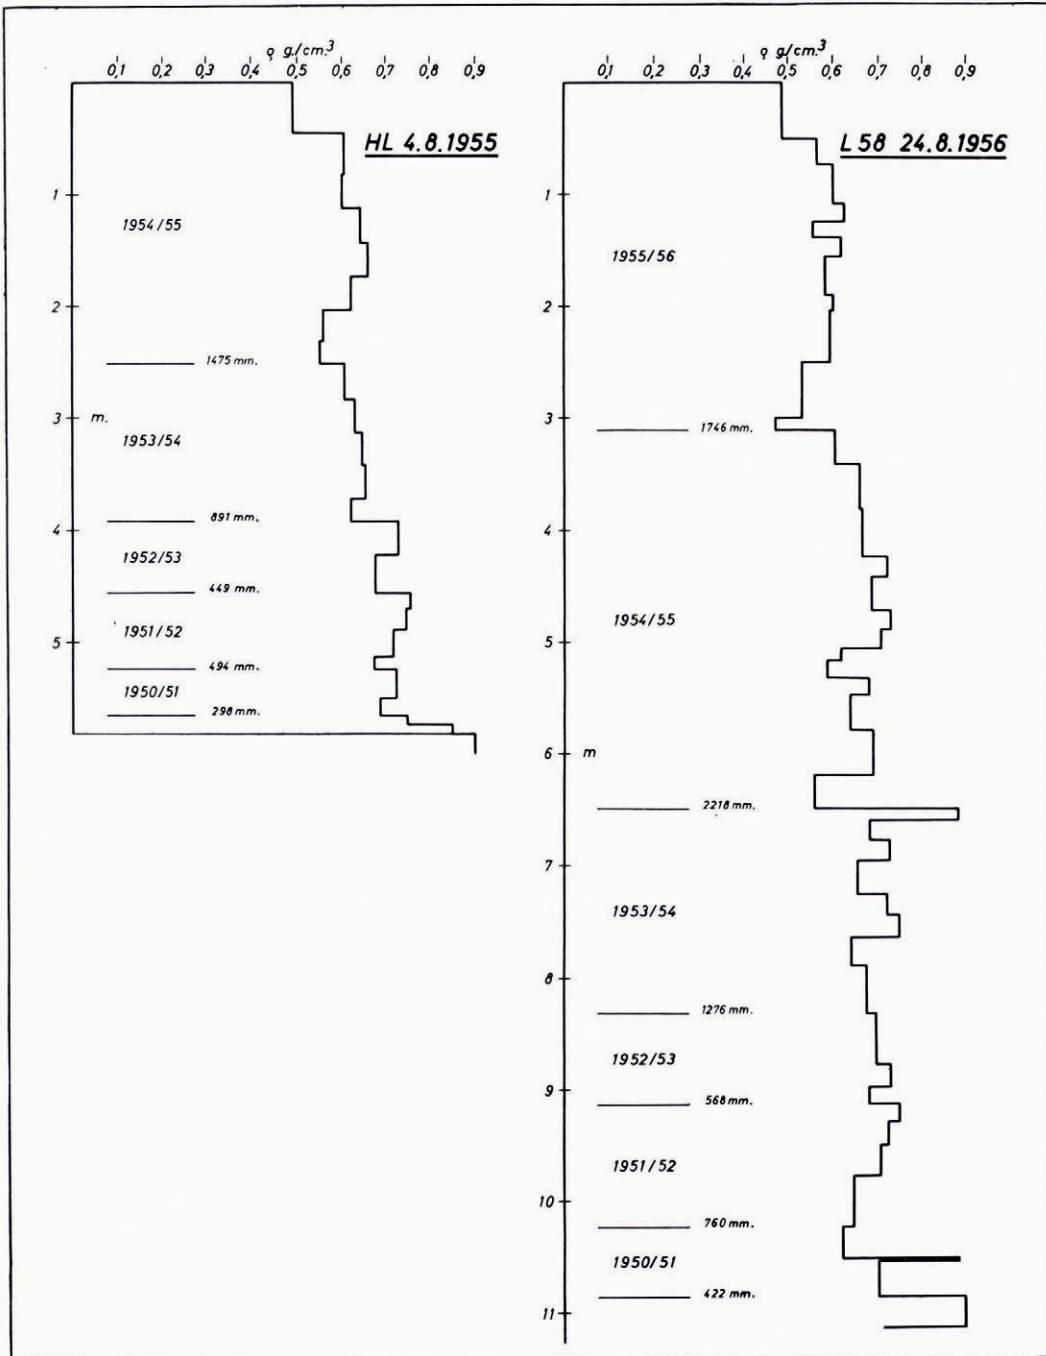 ρ g/cm.³
0,1 0,2 0,3 0,4 0,5 0,6 0,7 0,8 0,9
HL 4.8.1955
1
1954/55
2
1475 mm.
3 m.
1953/54
891 mm.
4
1952/53
449 mm.
1951/52
5
494 mm.
1950/51
298 mm.
ρ g/cm.³
0,1 0,2 0,3 0,4 0,5 0,6 0,7 0,8 0,9
L 58 24.8.1956
1
1955/56
2
3
1746 mm.
4
1954/55
5
6 m
2218 mm.
7
1953/54
8
1276 mm.
1952/53
9
568 mm.
1951/52
10
760 mm.
1950/51
422 mm.
11